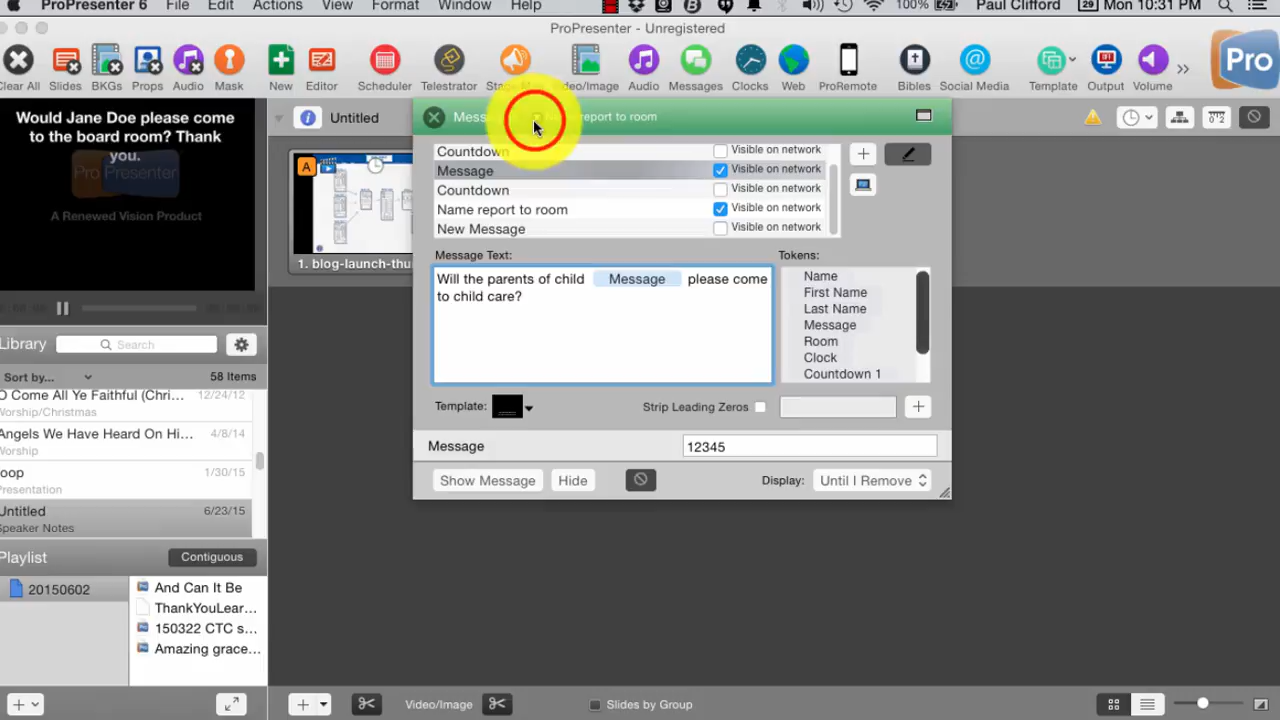 ProPresenter 6 File Edit Actions View Format Window Help 100% Paul Clifford 29 Mon 10:31 PM
ProPresenter - Unregistered
Clear All Slides BKGs Props Audio Mask New Editor Scheduler Telestrator Video/Image Audio Messages Clocks Web ProRemote Bibles Social Media Template Output Volume
Pro
Would Jane Doe please come
to the board room? Thank
you.
Pro Presenter
A Renewed Vision Product
i Untitled
A
1. blog-launch-thu
report to room
Countdown Visible on network
Message Visible on network
Countdown Visible on network
Name report to room Visible on network
New Message Visible on network
Message Text:
Will the parents of child Message please come
to child care?
Tokens:
Name
First Name
Last Name
Message
Room
Clock
Countdown 1
Template:
Strip Leading Zeros
Message 12345
Show Message Hide
Display: Until I Remove
Library Search
Sort by... 58 Items
O Come All Ye Faithful (Chri... 12/24/12
Worship/Christmas
Angels We Have Heard On Hi... 4/8/14
Worship
oop 1/30/15
Presentation
Untitled 6/23/15
Speaker Notes
Playlist Contiguous
20150602
And Can It Be
ThankYouLear...
150322 CTC s...
Amazing grace...
Video/Image
Slides by Group